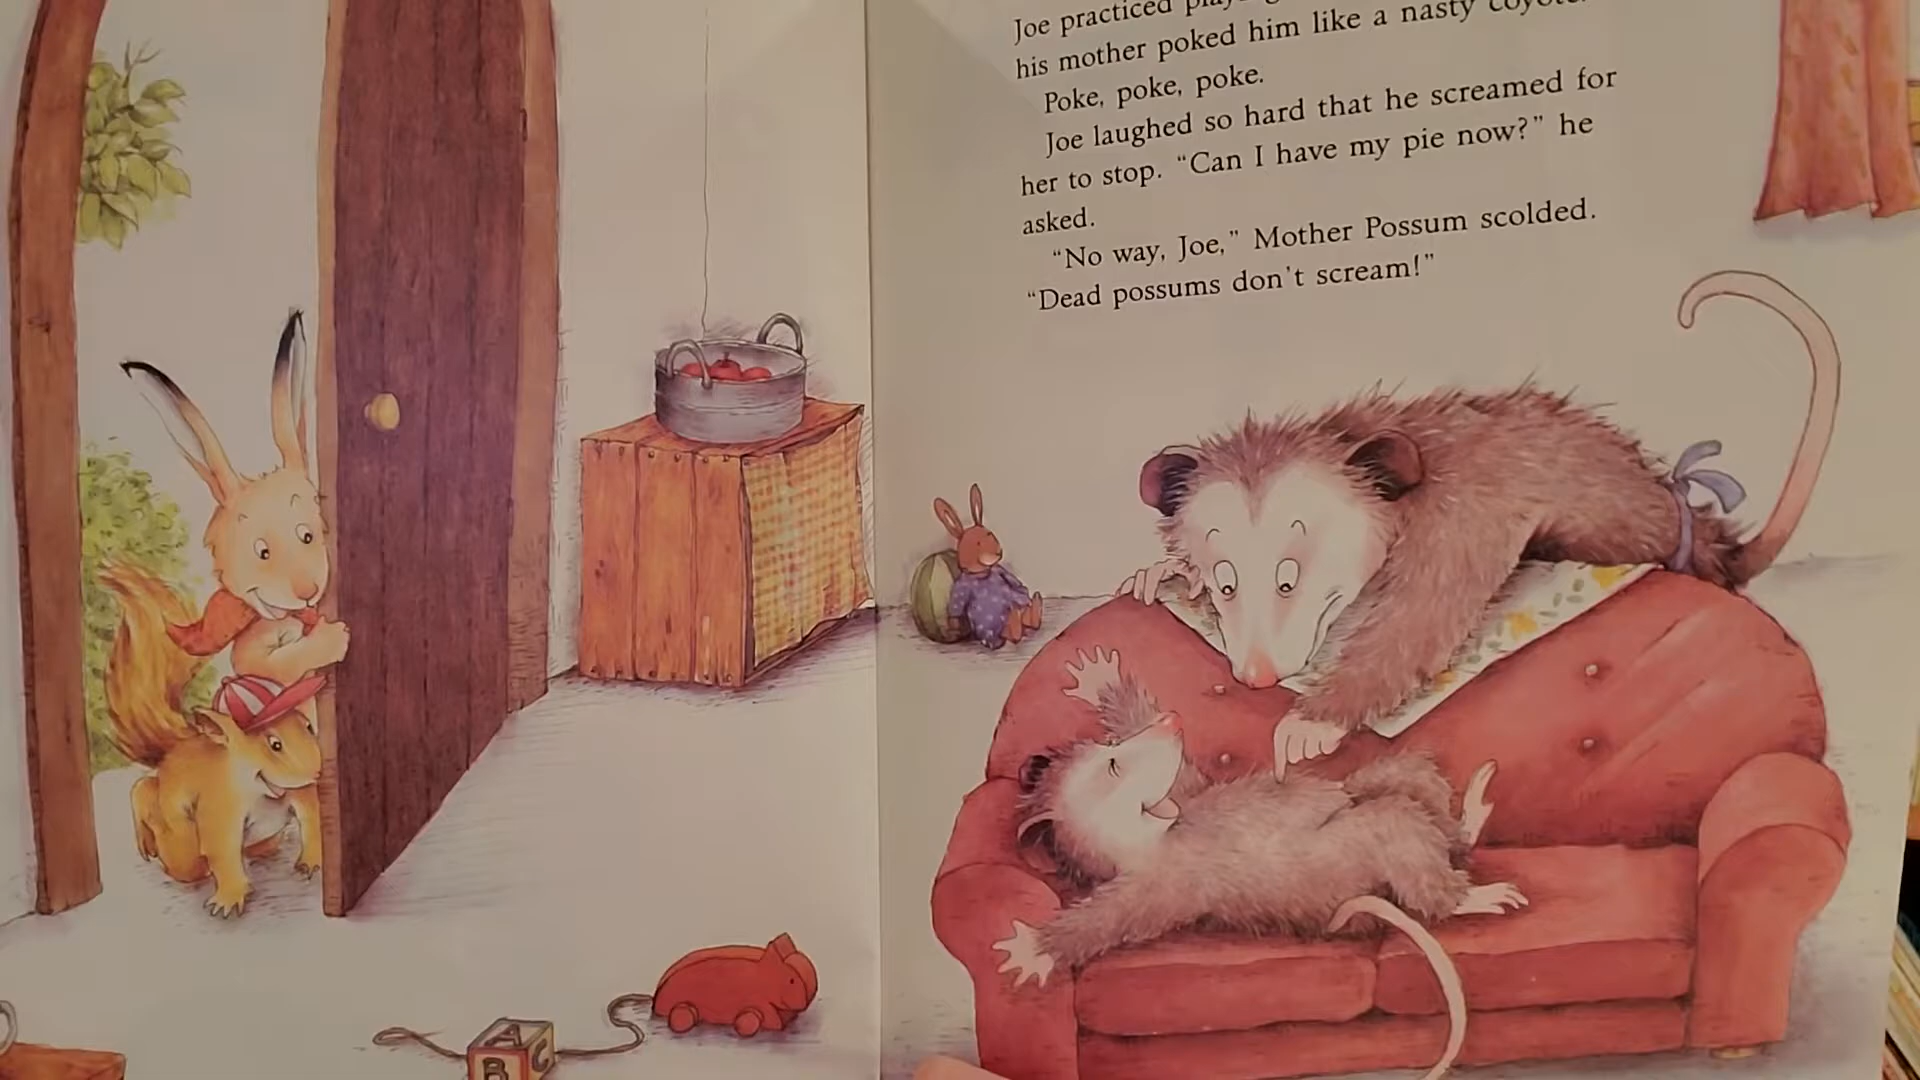 Joe practiced
his mother poked him like a nasty coyote.
Poke, poke, poke.
Joe laughed so hard that he screamed for
her to stop. “Can I have my pie now?” he
asked.
“No way, Joe,” Mother Possum scolded.
“Dead possums don't scream!”
A
B C